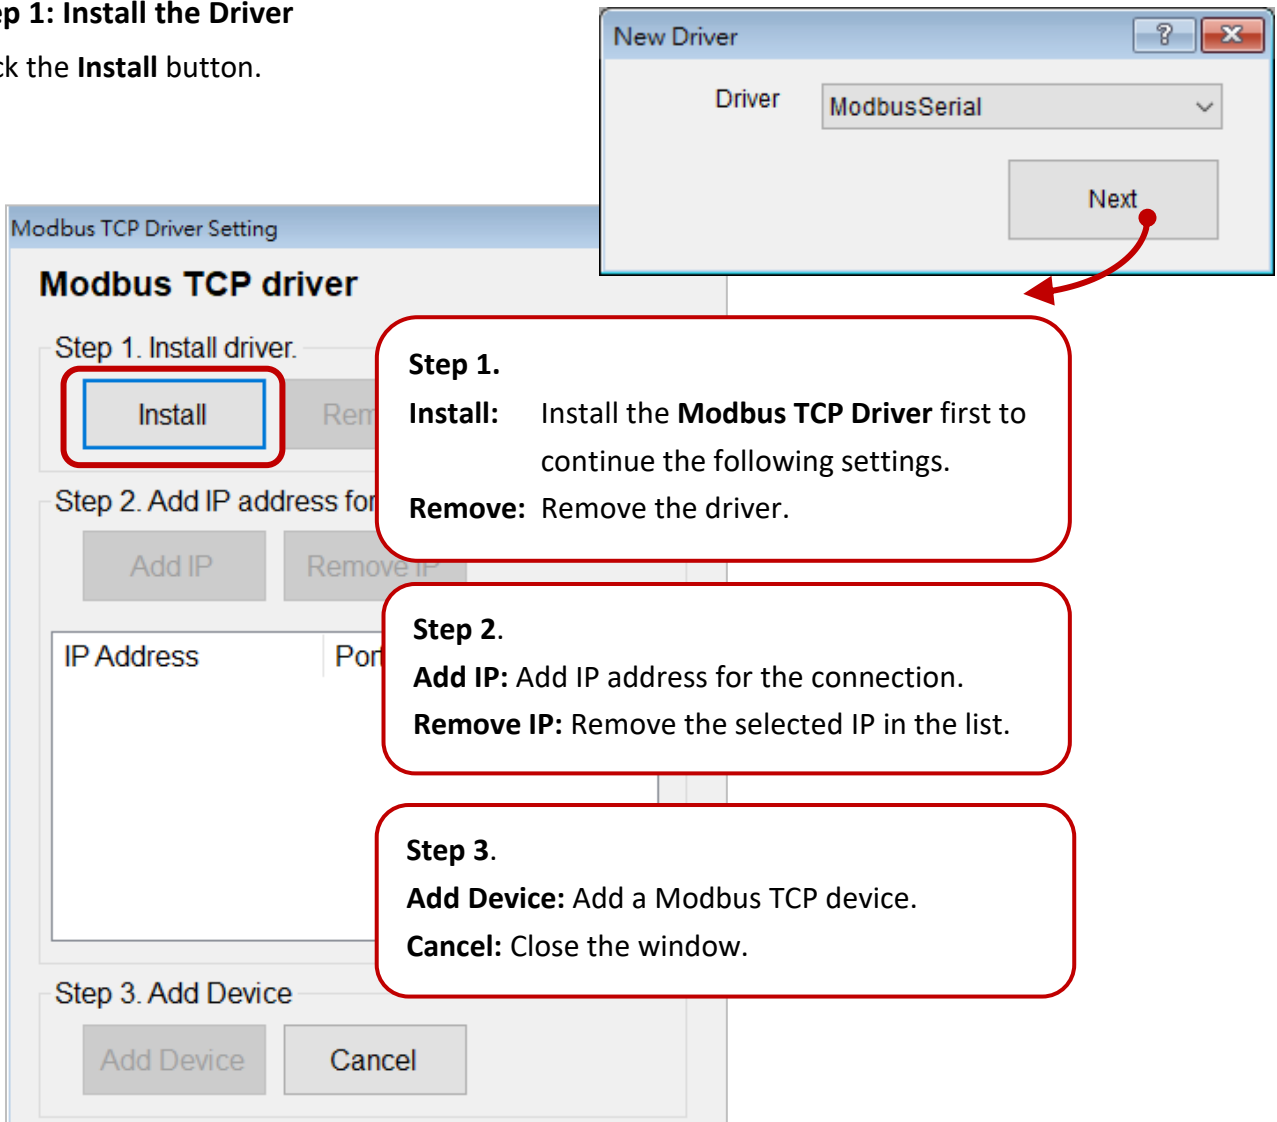 ep 1: Install the Driver
ck the Install button.
New Driver
?
Driver
ModbusSerial
Next
Modbus TCP Driver Setting
Modbus TCP driver
Step 1. Install driver.
Install
Rem
Step 1.
Install: Install the Modbus TCP Driver first to
continue the following settings.
Remove: Remove the driver.
Step 2. Add IP address for
Add IP
Remove IP
IP Address
Port
Step 2.
Add IP: Add IP address for the connection.
Remove IP: Remove the selected IP in the list.
Step 3.
Add Device: Add a Modbus TCP device.
Cancel: Close the window.
Step 3. Add Device
Add Device
Cancel